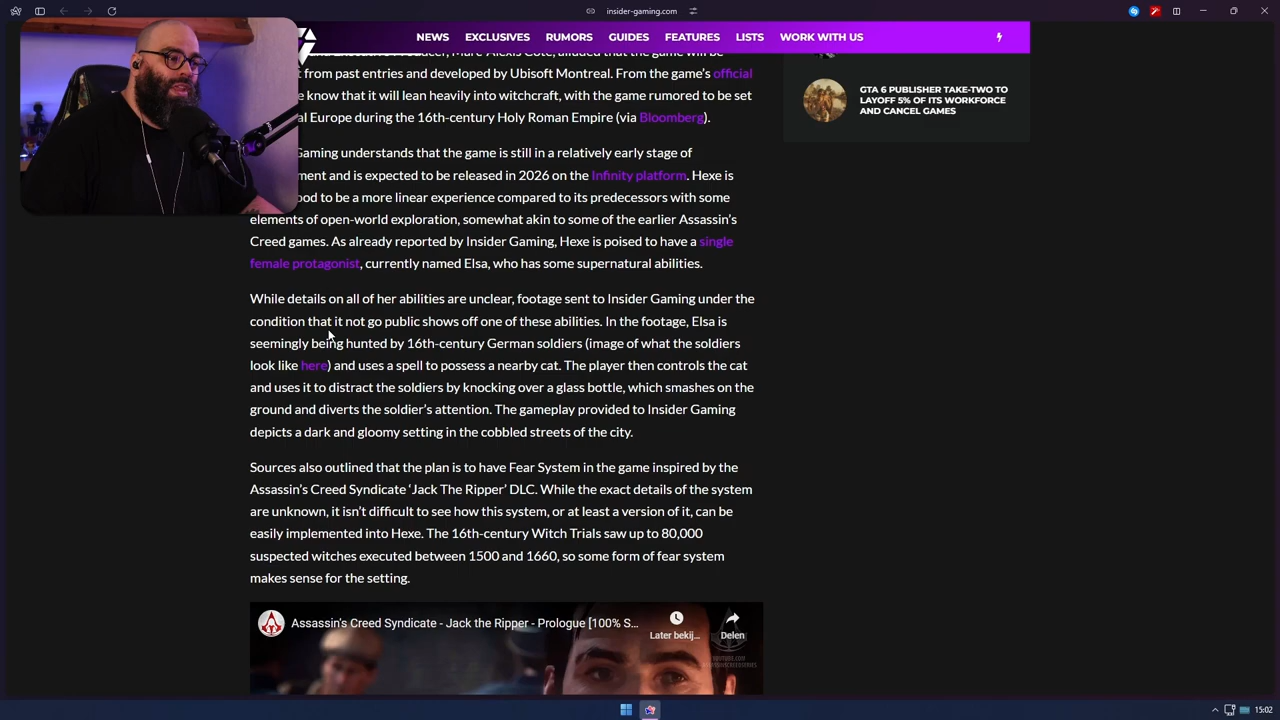 insider-gaming.com
NEWS EXCLUSIVES RUMORS GUIDES FEATURES LISTS WORK WITH US
from past entries and developed by Ubisoft Montreal. From the game's official
know that it will lean heavily into witchcraft, with the game rumored to be set
Europe during the 16th-century Holy Roman Empire (via Bloomberg).
Gaming understands that the game is still in a relatively early stage of
and is expected to be released in 2026 on the Infinity platform. Hexe is
to be a more linear experience compared to its predecessors with some
elements of open-world exploration, somewhat akin to some of the earlier Assassin's
Creed games. As already reported by Insider Gaming, Hexe is poised to have a single
female protagonist, currently named Elsa, who has some supernatural abilities.
While details on all of her abilities are unclear, footage sent to Insider Gaming under the
condition that it not go public shows off one of these abilities. In the footage, Elsa is
seemingly being hunted by 16th-century German soldiers (image of what the soldiers
look like here) and uses a spell to possess a nearby cat. The player then controls the cat
and uses it to distract the soldiers by knocking over a glass bottle, which smashes on the
ground and diverts the soldier's attention. The gameplay provided to Insider Gaming
depicts a dark and gloomy setting in the cobbled streets of the city.
Sources also outlined that the plan is to have Fear System in the game inspired by the
Assassin's Creed Syndicate 'Jack The Ripper' DLC. While the exact details of the system
are unknown, it isn't difficult to see how this system, or at least a version of it, can be
easily implemented into Hexe. The 16th-century Witch Trials saw up to 80,000
suspected witches executed between 1500 and 1660, so some form of fear system
makes sense for the setting.
Assassin's Creed Syndicate - Jack the Ripper - Prologue [100% S...
Later bekij...
Delen
GTA 6 PUBLISHER TAKE-TWO TO
LAYOFF 5% OF ITS WORKFORCE
AND CANCEL GAMES
15:02